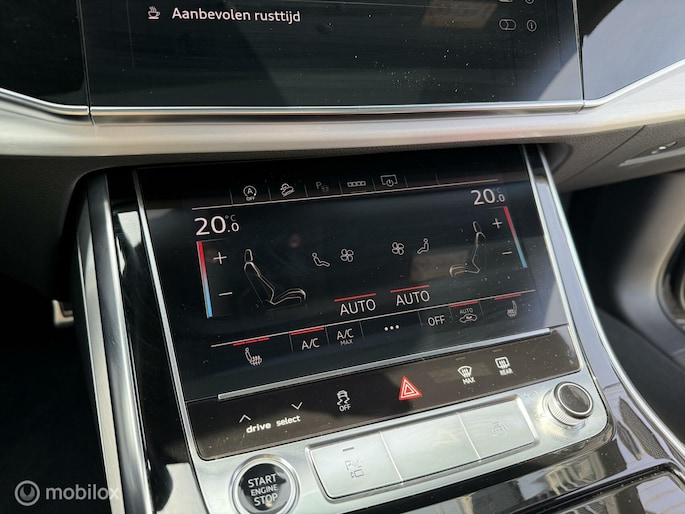 Aanbevolen rusttijd
OFF
20.0 °C
20.0 °C
+ +
− −
AUTO AUTO
A/C A/C MAX ... OFF AUTO
MAX REAR
drive select OFF
START ENGINE STOP
mobilox